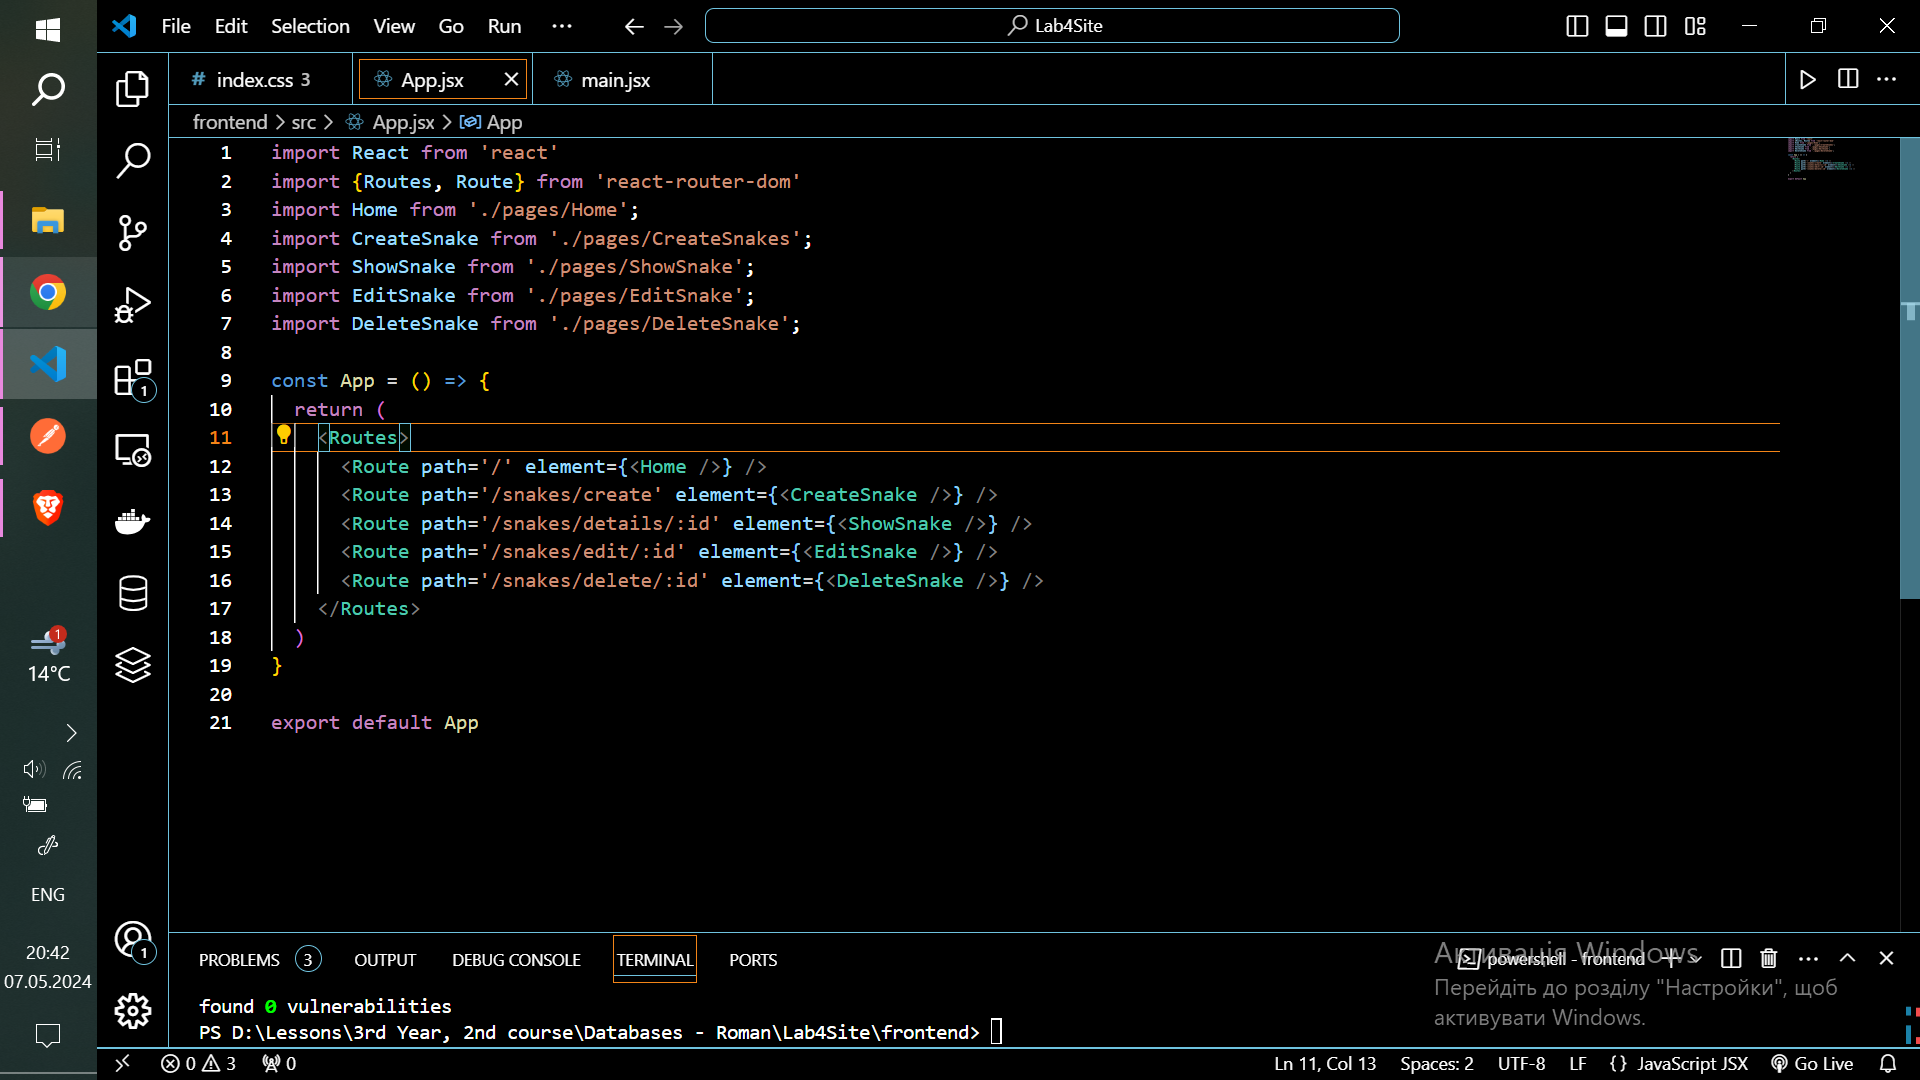 File Edit Selection View Go Run ··· Lab4Site
# index.css 3 App.jsx main.jsx
frontend > src > App.jsx > App
1 import React from 'react'
2 import {Routes, Route} from 'react-router-dom'
3 import Home from './pages/Home';
4 import CreateSnake from './pages/CreateSnakes';
5 import ShowSnake from './pages/ShowSnake';
6 import EditSnake from './pages/EditSnake';
7 import DeleteSnake from './pages/DeleteSnake';
8
9 const App = () => {
10 return (
11 <Routes>
12 <Route path='/' element={<Home />} />
13 <Route path='/snakes/create' element={<CreateSnake />} />
14 <Route path='/snakes/details/:id' element={<ShowSnake />} />
15 <Route path='/snakes/edit/:id' element={<EditSnake />} />
16 <Route path='/snakes/delete/:id' element={<DeleteSnake />} />
17 </Routes>
18 )
19 }
20
21 export default App
1
1
1
14°C
ENG
20:42
07.05.2024
PROBLEMS 3 OUTPUT DEBUG CONSOLE TERMINAL PORTS
powershell - frontend
Активація Windows
Перейдіть до розділу "Настройки", щоб
активувати Windows.
found 0 vulnerabilities
PS D:\Lessons\3rd Year, 2nd course\Databases - Roman\Lab4Site\frontend>
0 3 0 Ln 11, Col 13 Spaces: 2 UTF-8 LF {} JavaScript JSX Go Live